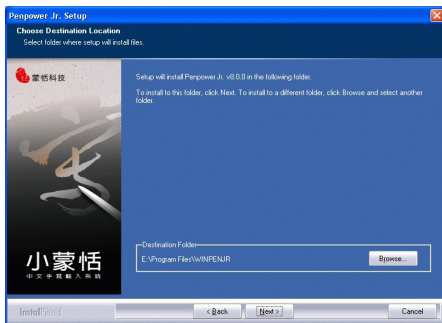 Penpower Jr. Setup
Choose Destination Location
Select folder where setup will install files.
蒙恬科技
Setup will install Penpower Jr. v8.0.0 in the following folder.
To install to this folder, click Next. To install to a different folder, click Browse and select another
folder.
小蒙恬
中文手寫輸入系統
Destination Folder
E:\Program Files\WINPENJR
Browse...
InstallShield
< Back
Next >
Cancel